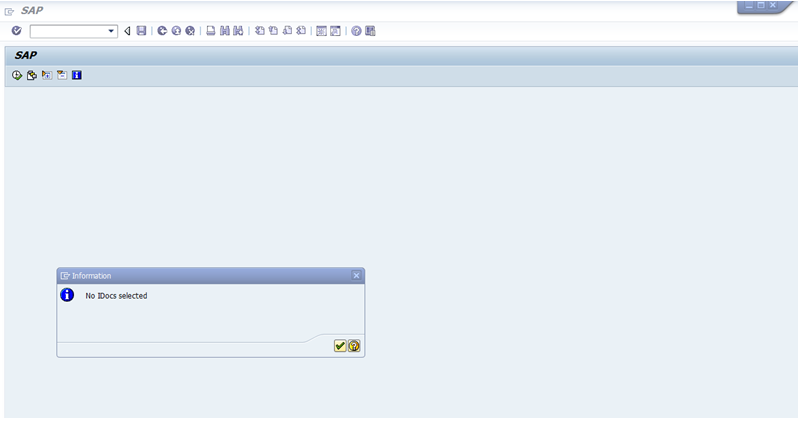 SAP
SAP
Information
No IDocs selected